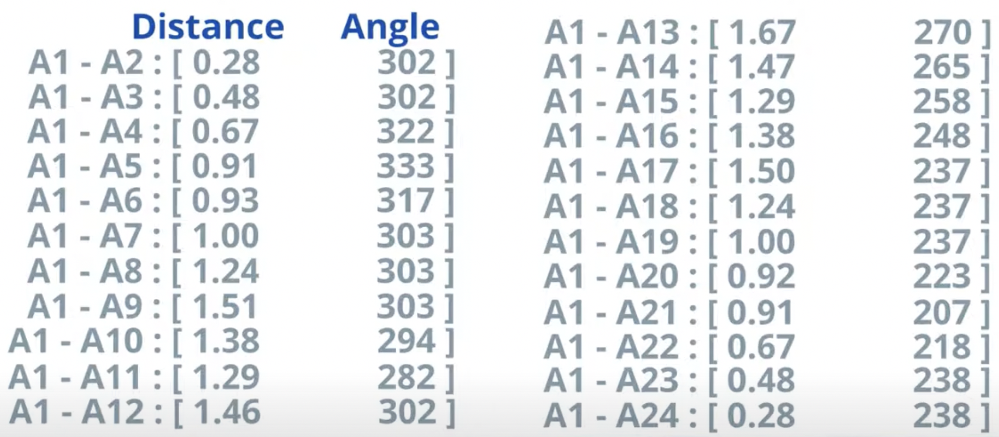 Distance Angle
A1 - A2 : [ 0.28 302 ]
A1 - A3 : [ 0.48 302 ]
A1 - A4 : [ 0.67 322 ]
A1 - A5 : [ 0.91 333 ]
A1 - A6 : [ 0.93 317 ]
A1 - A7 : [ 1.00 303 ]
A1 - A8 : [ 1.24 303 ]
A1 - A9 : [ 1.51 303 ]
A1 - A10 : [ 1.38 294 ]
A1 - A11 : [ 1.29 282 ]
A1 - A12 : [ 1.46 302 ]
A1 - A13 : [ 1.67 270 ]
A1 - A14 : [ 1.47 265 ]
A1 - A15 : [ 1.29 258 ]
A1 - A16 : [ 1.38 248 ]
A1 - A17 : [ 1.50 237 ]
A1 - A18 : [ 1.24 237 ]
A1 - A19 : [ 1.00 237 ]
A1 - A20 : [ 0.92 223 ]
A1 - A21 : [ 0.91 207 ]
A1 - A22 : [ 0.67 218 ]
A1 - A23 : [ 0.48 238 ]
A1 - A24 : [ 0.28 238 ]